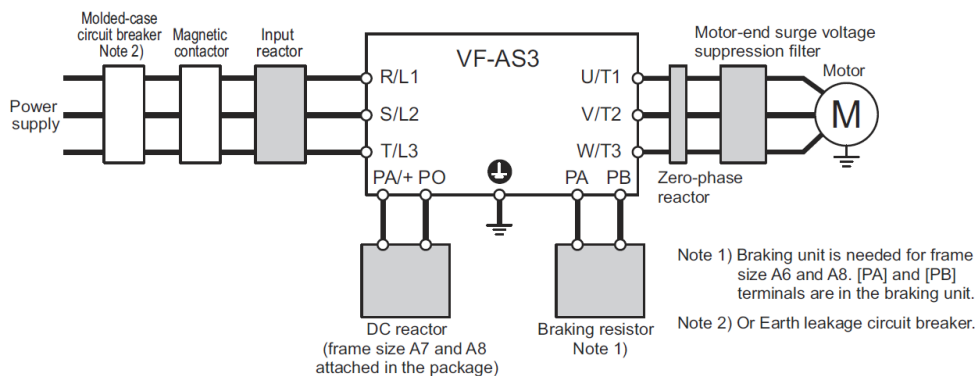 Molded-case
circuit breaker
Note 2)
Magnetic
contactor
Input
reactor
VF-AS3
Motor-end surge voltage
suppression filter
Motor
R/L1
U/T1
Power
supply
S/L2
V/T2
M
T/L3
W/T3
PA/+ PO
PA
PB
Zero-phase
reactor
DC reactor
(frame size A7 and A8
attached in the package)
Braking resistor
Note 1)
Note 1) Braking unit is needed for frame
size A6 and A8. [PA] and [PB]
terminals are in the braking unit.
Note 2) Or Earth leakage circuit breaker.